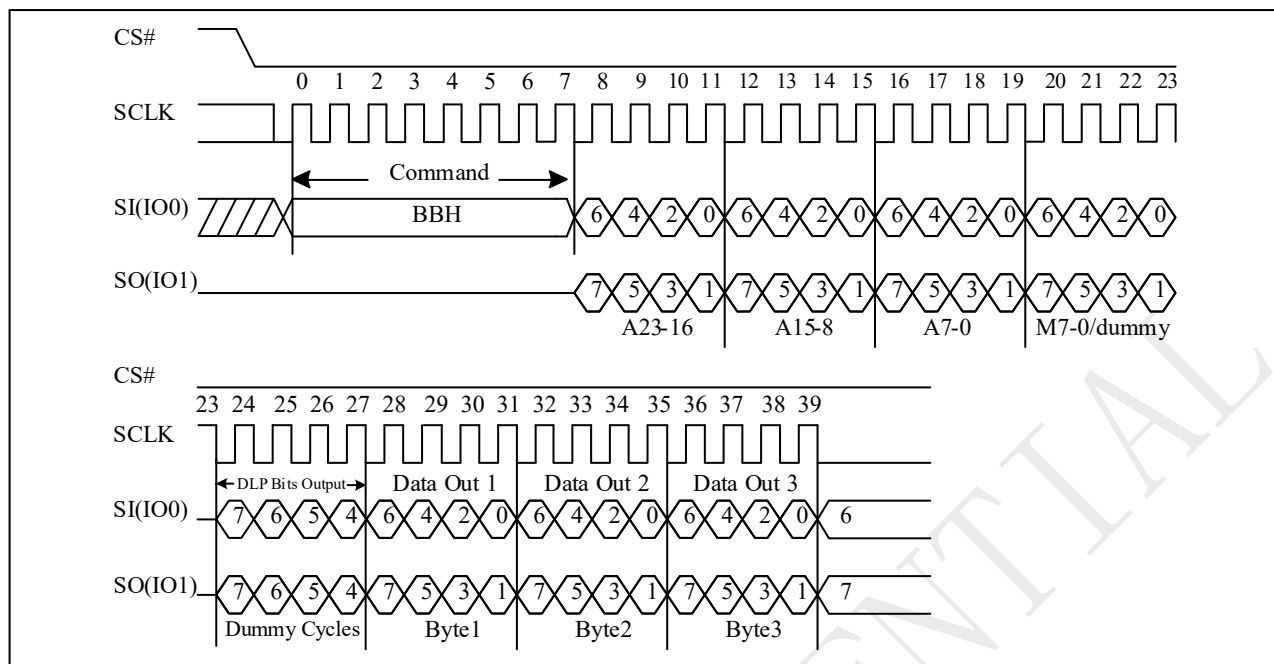 CS#
0 1 2 3 4 5 6 7 8 9 10 11 12 13 14 15 16 17 18 19 20 21 22 23
SCLK
Command
SI(IO0) BBH 6 4 2 0 6 4 2 0 6 4 2 0 6 4 2 0
SO(IO1) 7 5 3 1 7 5 3 1 7 5 3 1 7 5 3 1
A23-16 A15-8 A7-0 M7-0/dummy
CS#
23 24 25 26 27 28 29 30 31 32 33 34 35 36 37 38 39
SCLK
DLP Bits Output Data Out 1 Data Out 2 Data Out 3
SI(IO0) 7 6 5 4 6 4 2 0 6 4 2 0 6 4 2 0 6
SO(IO1) 7 6 5 4 7 5 3 1 7 5 3 1 7 5 3 1 7
Dummy Cycles Byte1 Byte2 Byte3
ENTIAL